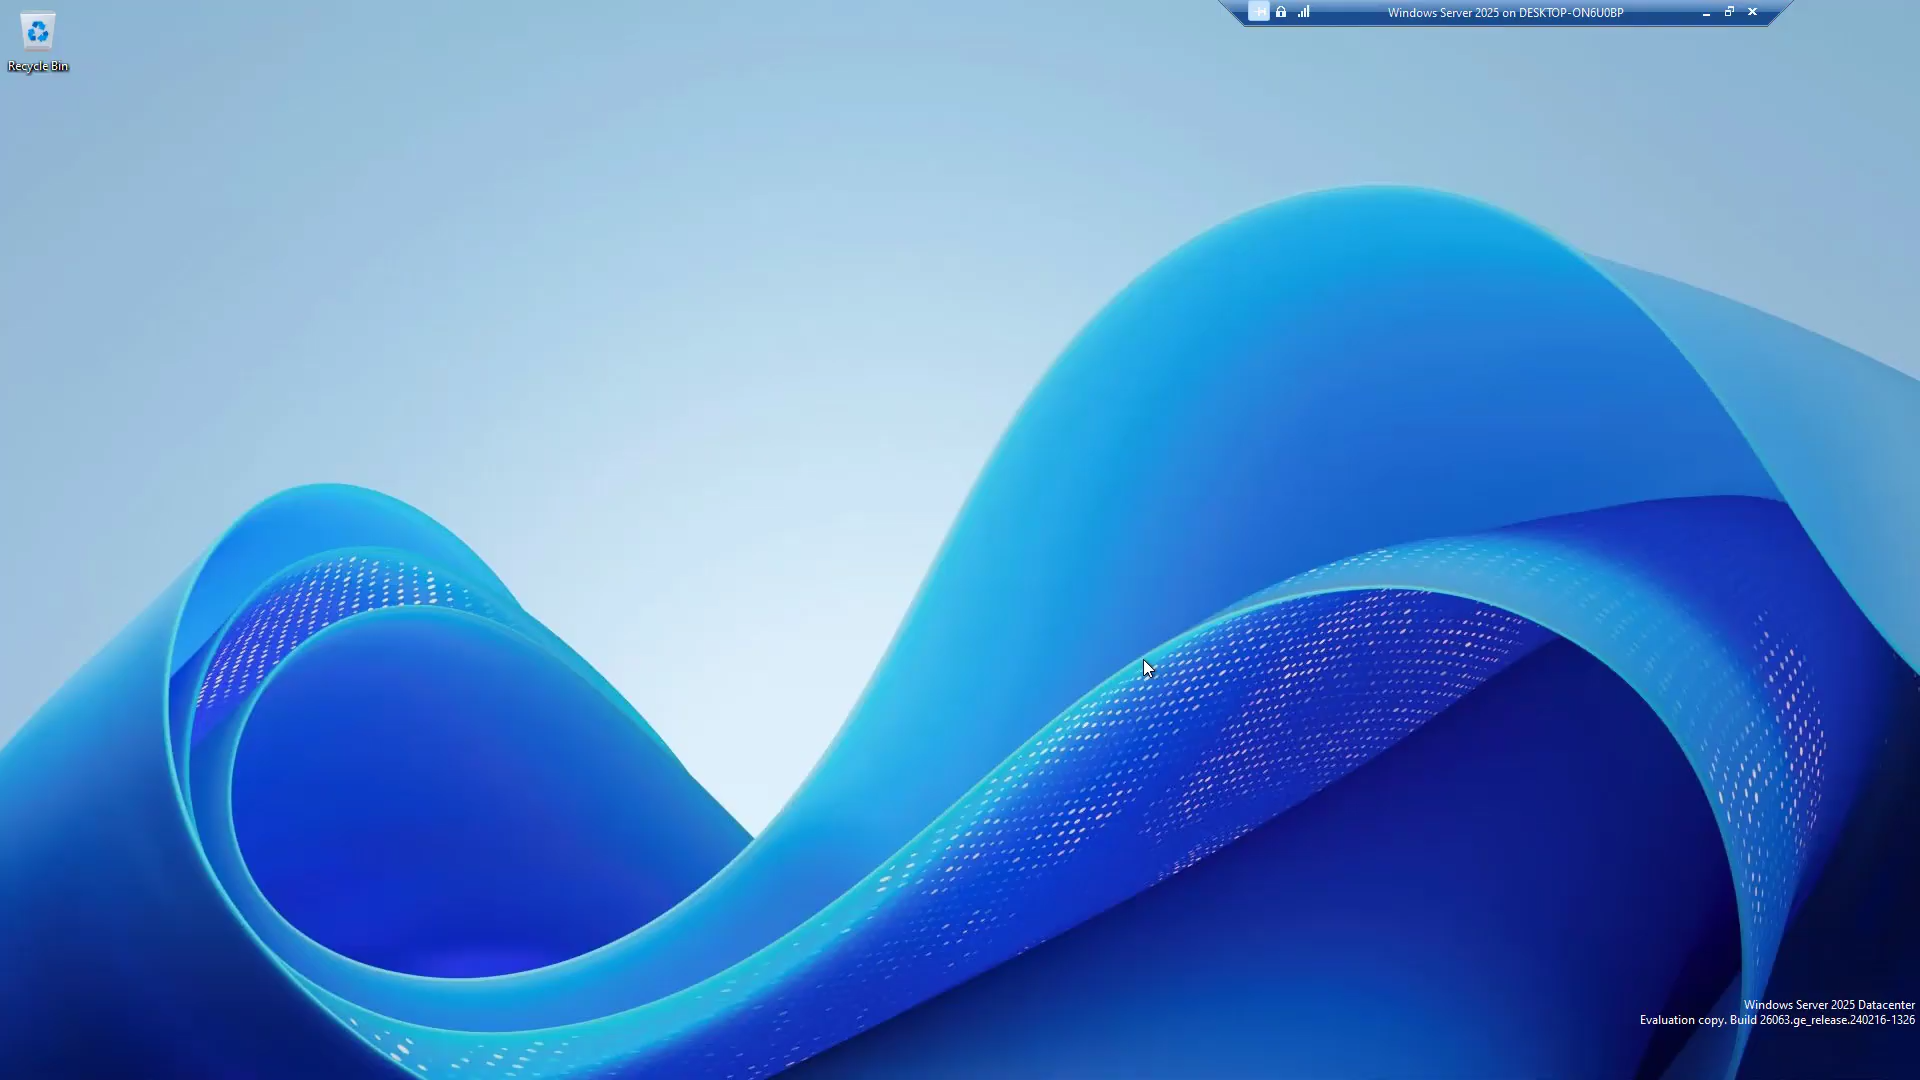 Windows Server 2025 on DESKTOP-ON6U0BP
Recycle Bin
Windows Server 2025 Datacenter
Evaluation copy. Build 26063.ge_release.240216-1326